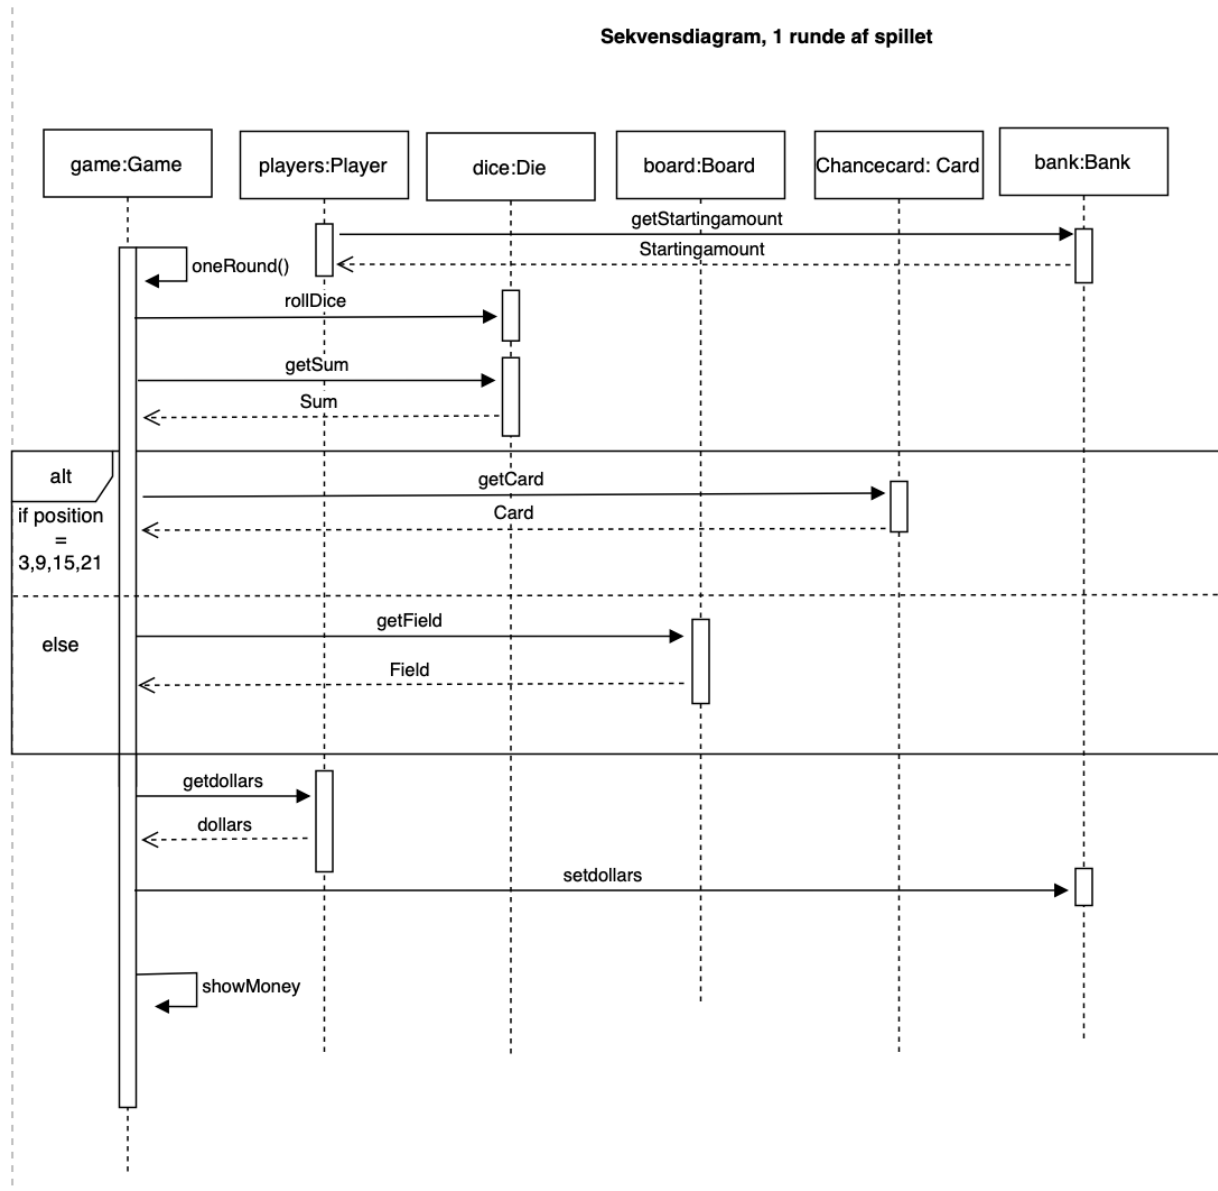 Sekvensdiagram, 1 runde af spillet
game:Game
players:Player
dice:Die
board:Board
Chancecard: Card
bank:Bank
getStartingamount
Startingamount
oneRound()
rollDice
getSum
Sum
alt
if position
=
3,9,15,21
getCard
Card
else
getField
Field
getdollars
dollars
setdollars
showMoney